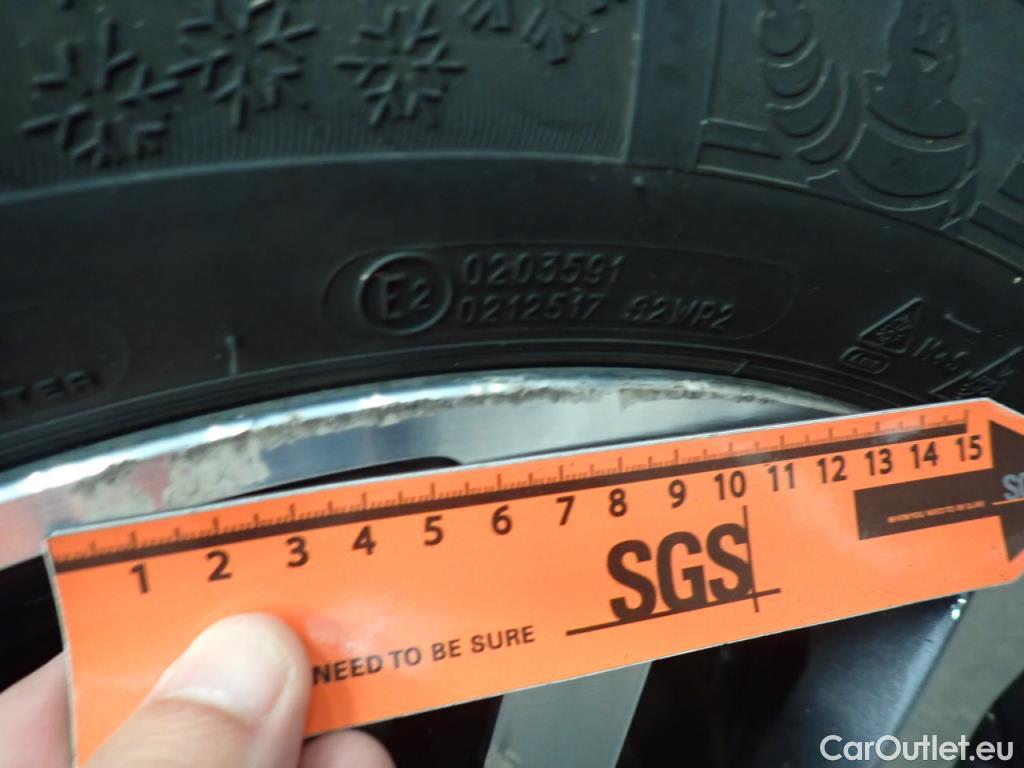 E2
0203591
0212517 S2WR2
M+S
1 2 3 4 5 6 7 8 9 10 11 12 13 14 15
SGS
NEED TO BE SURE
CarOutlet.eu